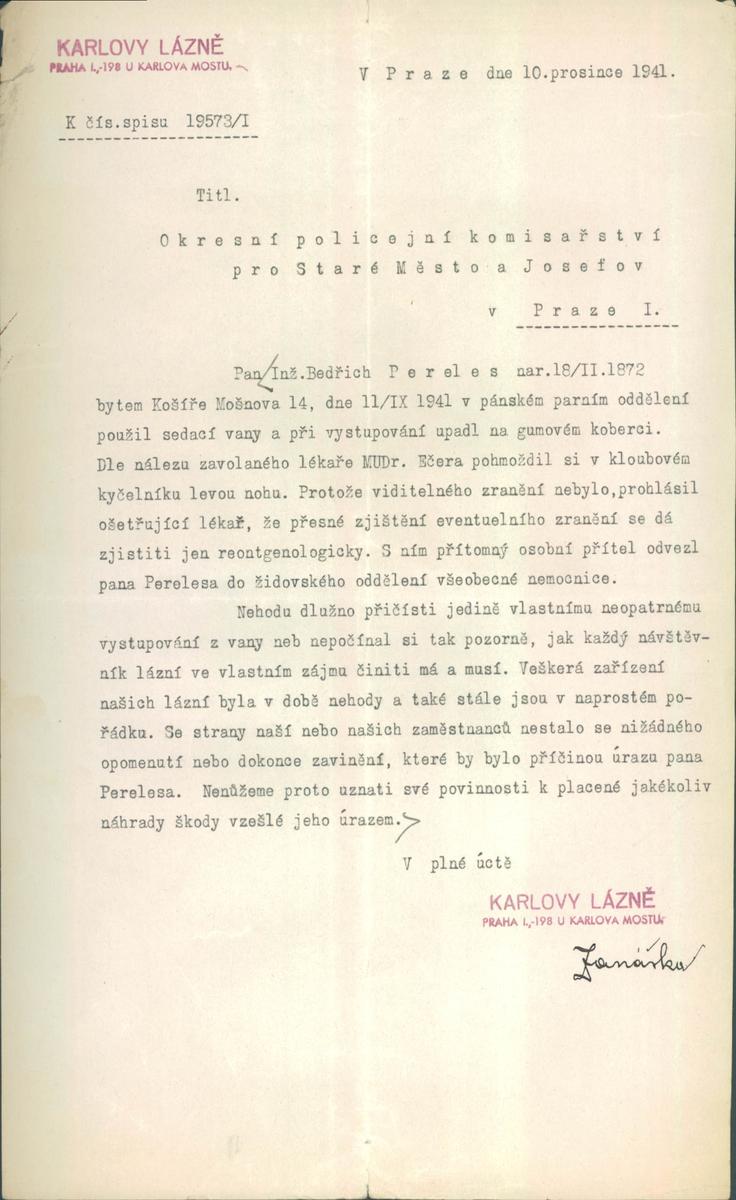 KARLOVY LÁZNĚ
PRAHA I.,-198 U KARLOVA MOSTU.
V Praze dne 10.prosince 1941.
K čís.spisu 19573/I
Titl.
Okresní policejní komisařství
pro Staré Město a Josefov
v Praze I.
Pan/Inž.Bedřich Pereles nar.18/II.1872
bytem Košíře Mošnova 14, dne 11/IX 1941 v pánském parním oddělení
použil sedací vany a při vystupování upadl na gumovém koberci.
Dle nálezu zavolaného lékaře MUDr. Ečera pohmoždil si v kloubovém
kyčelníku levou nohu. Protože viditelného zranění nebylo,prohlásil
ošetřující lékař, že přesné zjištění eventuelního zranění se dá
zjistiti jen reontgenologicky. S ním přítomný osobní přítel odvezl
pana Perelesa do židovského oddělení všeobecné nemocnice.
Nehodu dlužno přičísti jedině vlastnímu neopatrnému
vystupování z vany neb nepočínal si tak pozorně, jak každý návštěv-
ník lázní ve vlastním zájmu činiti má a musí. Veškerá zařízení
našich lázní byla v době nehody a také stále jsou v naprostém po-
řádku. Se strany naší nebo našich zaměstnanců nestalo se nižádného
opomenutí nebo dokonce zavinění, které by bylo příčinou úrazu pana
Perelesa. Nenůžeme proto uznati své povinnosti k placené jakékoliv
náhrady škody vzešlé jeho úrazem.
V plné úctě
KARLOVY LÁZNĚ
PRAHA I.,-198 U KARLOVA MOSTU.